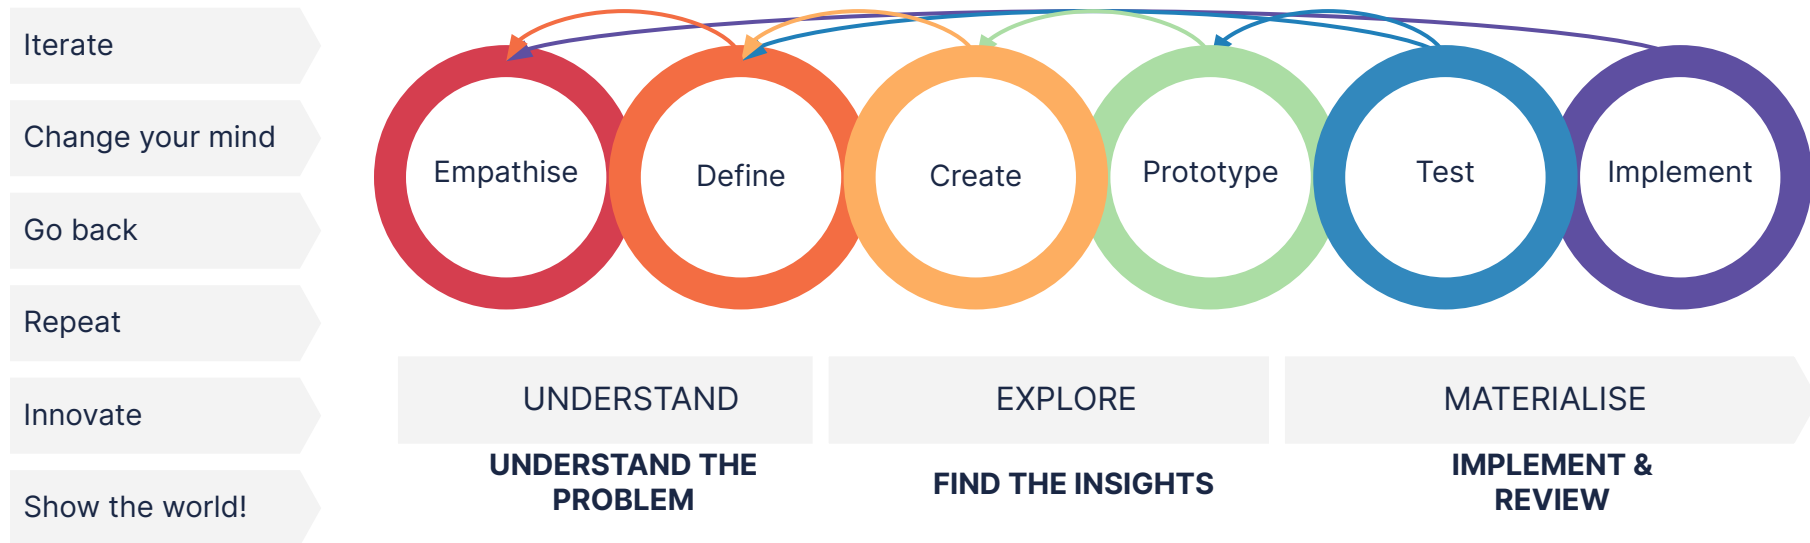 Iterate
Change your mind
Go back
Repeat
Innovate
Show the world!
Empathise
Define
Create
Prototype
Test
Implement
UNDERSTAND
EXPLORE
MATERIALISE
UNDERSTAND THE
PROBLEM
FIND THE INSIGHTS
IMPLEMENT &
REVIEW